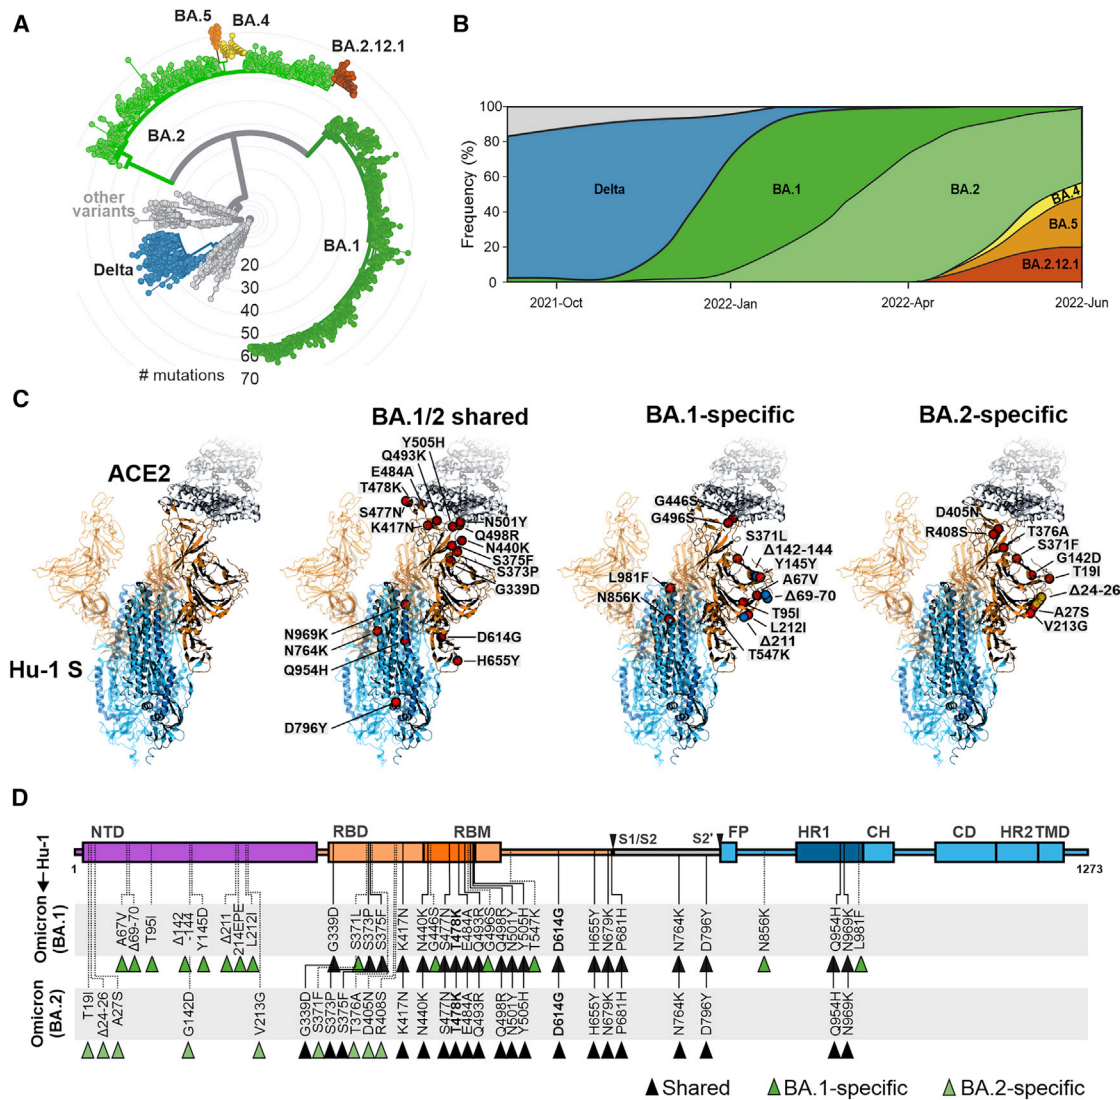 A
BA.5
BA.4
BA.2.12.1
BA.2
other
variants
Delta
BA.1
20
30
40
50
60
70
# mutations
B
Frequency (%)
100
80
60
40
20
0
Delta
BA.1
BA.2
BA.4
BA.5
BA.2.12.1
2021-Oct
2022-Jan
2022-Apr
2022-Jun
C
ACE2
Hu-1 S
BA.1/2 shared
Y505H
Q493K
E484A
T478K
S477N
K417N
N501Y
Q498R
N440K
S375F
S373P
G339D
N969K
N764K
Q954H
D614G
H655Y
D796Y
BA.1-specific
G446S
G496S
S371L
Δ142-144
Y145Y
A67V
Δ69-70
T95I
L212I
Δ211
T547K
L981F
N856K
BA.2-specific
D405N
R408S
T376A
S371F
G142D
T19I
Δ24-26
A27S
V213G
D
NTD
RBD
RBM
S1/S2
S2'
FP
HR1
CH
CD
HR2
TMD
1
1273
Hu-1
Omicron
(BA.1)
A67V
Δ69-70
T95I
Δ142
-144
Y145D
Δ211
214EPE
L212I
G339D
S371L
S373P
S375F
K417N
N440K
G446S
S477N
T478K
E484A
Q493R
G496S
Q498R
N501Y
Y505H
T547K
D614G
H655Y
N679K
P681H
N764K
D796Y
N856K
Q954H
N969K
L981F
Omicron
(BA.2)
T19I
Δ24-26
A27S
G142D
V213G
G339D
S371F
S373P
S375F
T376A
D405N
R408S
K417N
N440K
S477N
T478K
E484A
Q493R
Q498R
N501Y
Y505H
D614G
H655Y
N679K
P681H
N764K
D796Y
Q954H
N969K
Shared
BA.1-specific
BA.2-specific